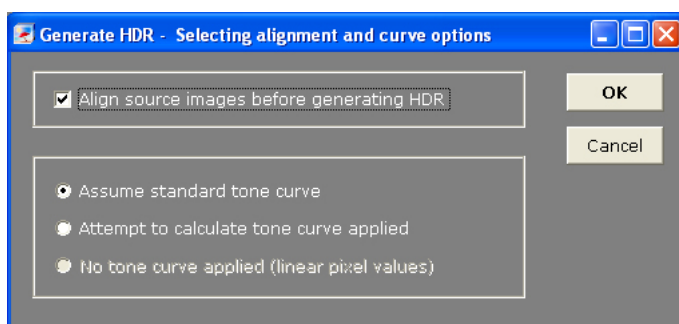 Generate HDR - Selecting alignment and curve options
Align source images before generating HDR
OK
Cancel
Assume standard tone curve
Attempt to calculate tone curve applied
No tone curve applied (linear pixel values)